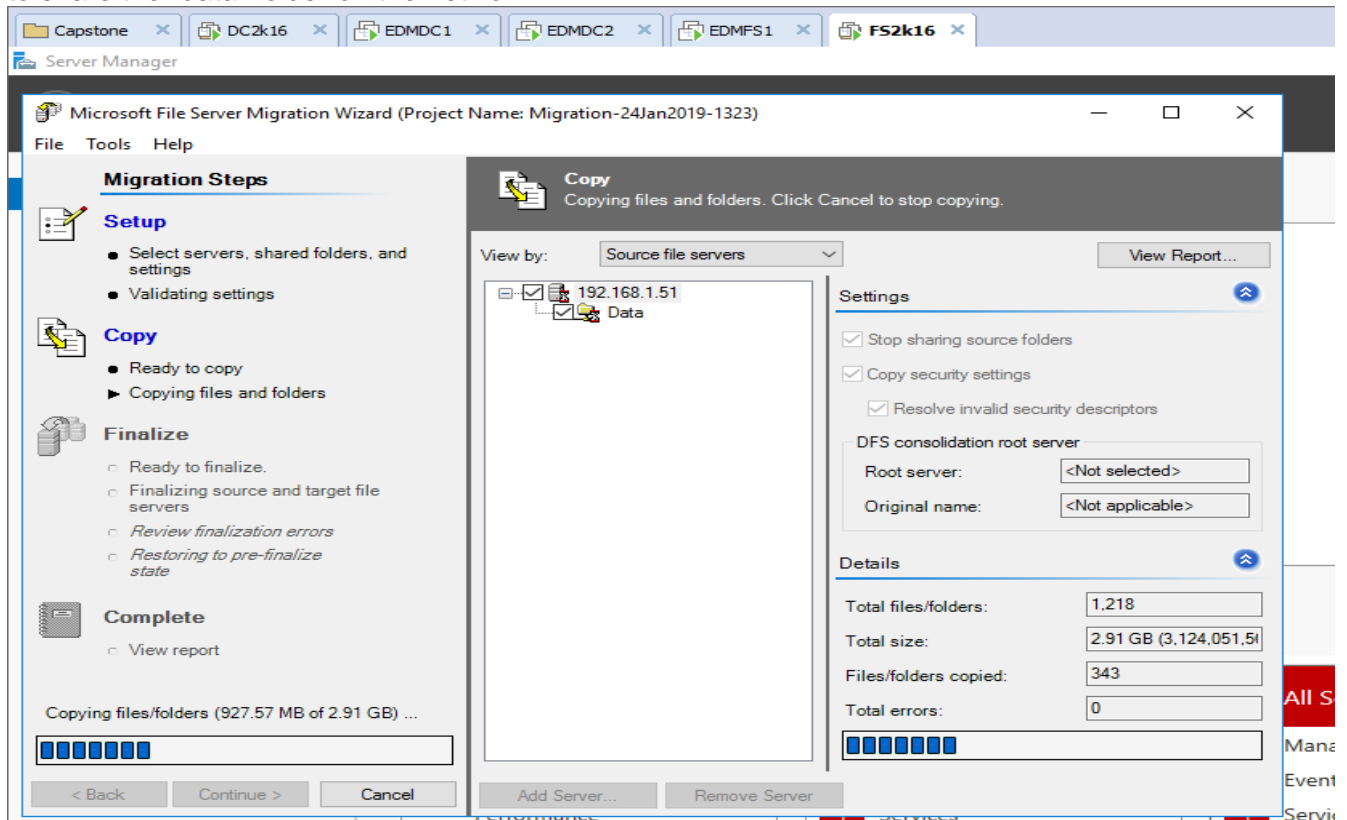 Capstone DC2k16 EDMDC1 EDMDC2 EDMFS1 FS2k16
Server Manager
Microsoft File Server Migration Wizard (Project Name: Migration-24Jan2019-1323)
File Tools Help
Migration Steps
Setup
Select servers, shared folders, and
settings
Validating settings
Copy
Ready to copy
Copying files and folders
Finalize
Ready to finalize.
Finalizing source and target file
servers
Review finalization errors
Restoring to pre-finalize
state
Complete
View report
Copying files/folders (927.57 MB of 2.91 GB) ...
< Back Continue > Cancel
Copy
Copying files and folders. Click Cancel to stop copying.
View by: Source file servers
View Report...
192.168.1.51
Data
Settings
Stop sharing source folders
Copy security settings
Resolve invalid security descriptors
DFS consolidation root server
Root server: <Not selected>
Original name: <Not applicable>
Details
Total files/folders: 1,218
Total size: 2.91 GB (3,124,051,5
Files/folders copied: 343
Total errors: 0
Add Server... Remove Server
All S
Mana
Event
Servic